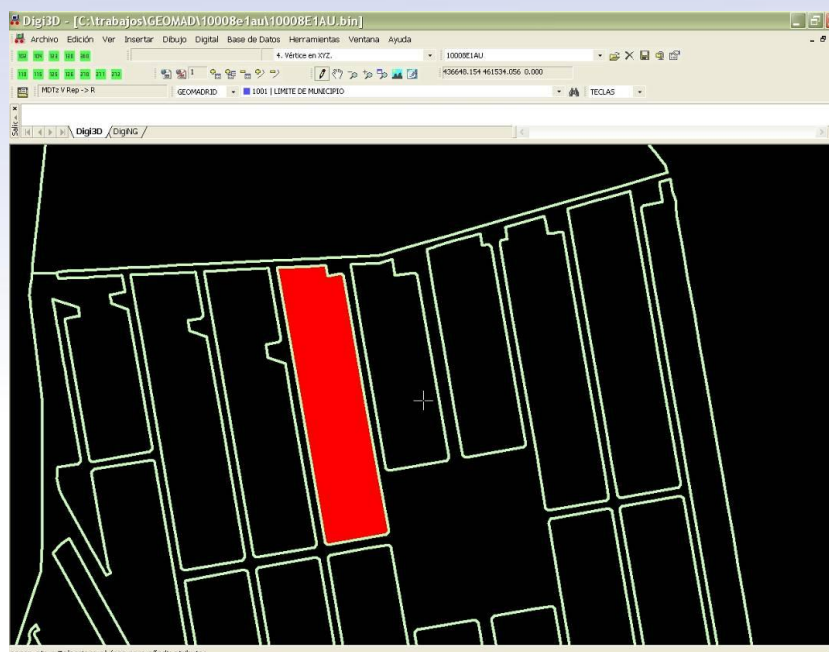 Digi3D - [C:\trabajos\GEOMAD\10008e1au\10008E1AU.bin]
Archivo Edición Ver Insertar Dibujo Digital Base de Datos Herramientas Ventana Ayuda
4. Vértice en XYZ. 10008E1AU
436648.154 461534.056 0.000
MDTz V Rep -> R GEOMADRID 1001 | LIMITE DE MUNICIPIO TECLAS
Digi3D DigiNG